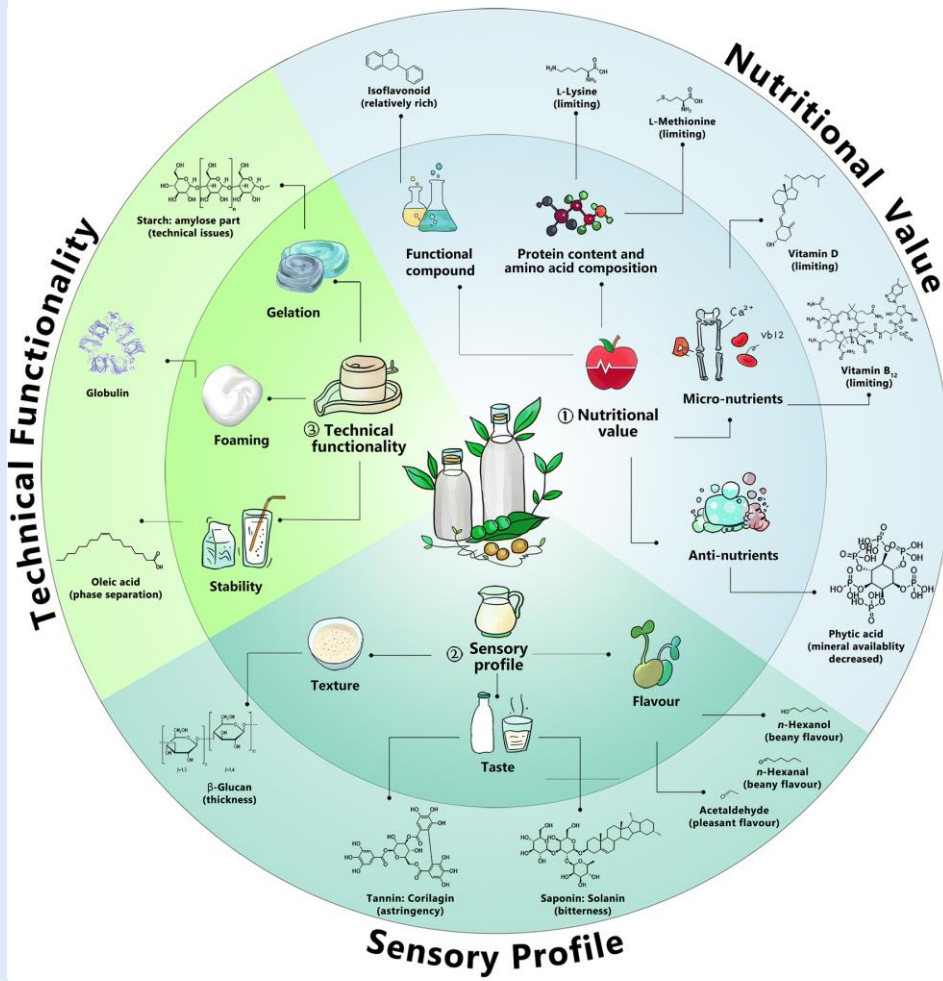 Nutritional Value
Isoflavonoid
(relatively rich)
L-Lysine
(limiting)
L-Methionine
(limiting)
Vitamin D
(limiting)
Vitamin B12
(limiting)
Functional
compound
Protein content and
amino acid composition
Ca2+
vb12
Micro-nutrients
① Nutritional
value
Anti-nutrients
Phytic acid
(mineral availablity
decreased)
Technical Functionality
Starch: amylose part
(technical issues)
Gelation
Globulin
Foaming
③ Technical
functionality
Oleic acid
(phase separation)
Stability
② Sensory
profile
Texture
Flavour
Taste
β-Glucan
(thickness)
n-Hexanol
(beany flavour)
n-Hexanal
(beany flavour)
Acetaldehyde
(pleasant flavour)
Tannin: Corilagin
(astringency)
Saponin: Solanin
(bitterness)
Sensory Profile